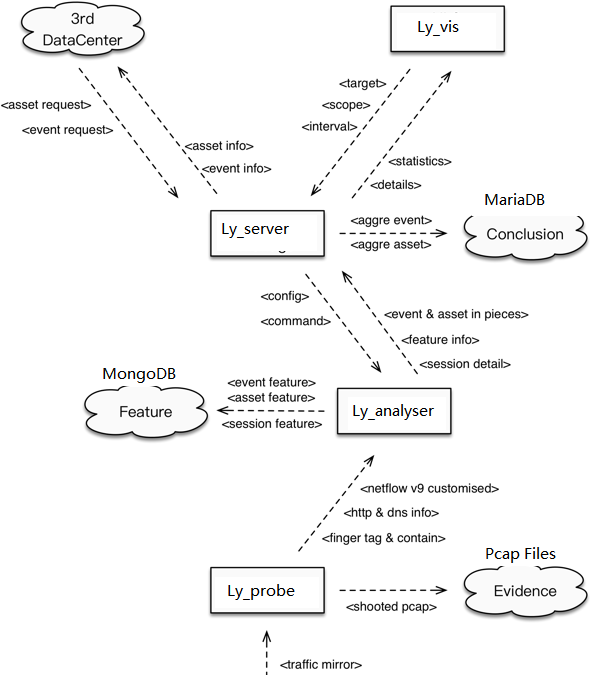 3rd
DataCenter
Ly_vis
<target>
<asset request>
<scope>
<event request>
<interval>
<asset info>
<event info>
<statistics>
<details>
MariaDB
Ly_server
<aggre event>
Conclusion
<aggre asset>
<config>
<command>
<event & asset in pieces>
<feature info>
<session detail>
MongoDB
<event feature>
<asset feature>
Feature
<session feature>
Ly_analyser
<netflow v9 customised>
<http & dns info>
<finger tag & contain>
Pcap Files
Ly_probe
Evidence
<shooted pcap>
<traffic mirror>